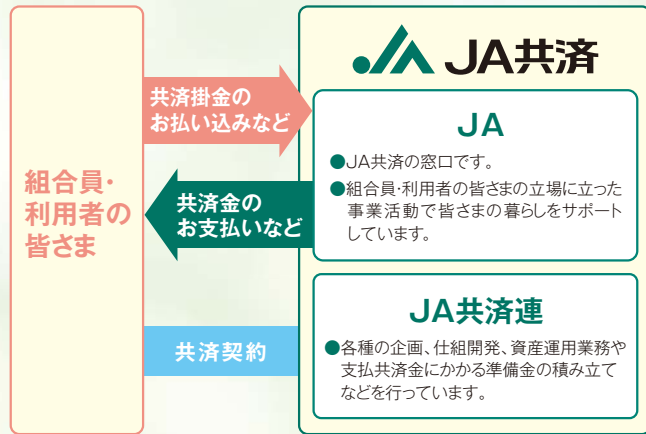 組合員・
利用者の
皆さま
共済掛金の
お払い込みなど
共済金の
お支払いなど
共済契約
JA共済
JA
●JA共済の窓口です。
●組合員・利用者の皆さまの立場に立った
事業活動で皆さまの暮らしをサポート
しています。
JA共済連
●各種の企画、仕組開発、資産運用業務や
支払共済金にかかる準備金の積み立て
などを行っています。